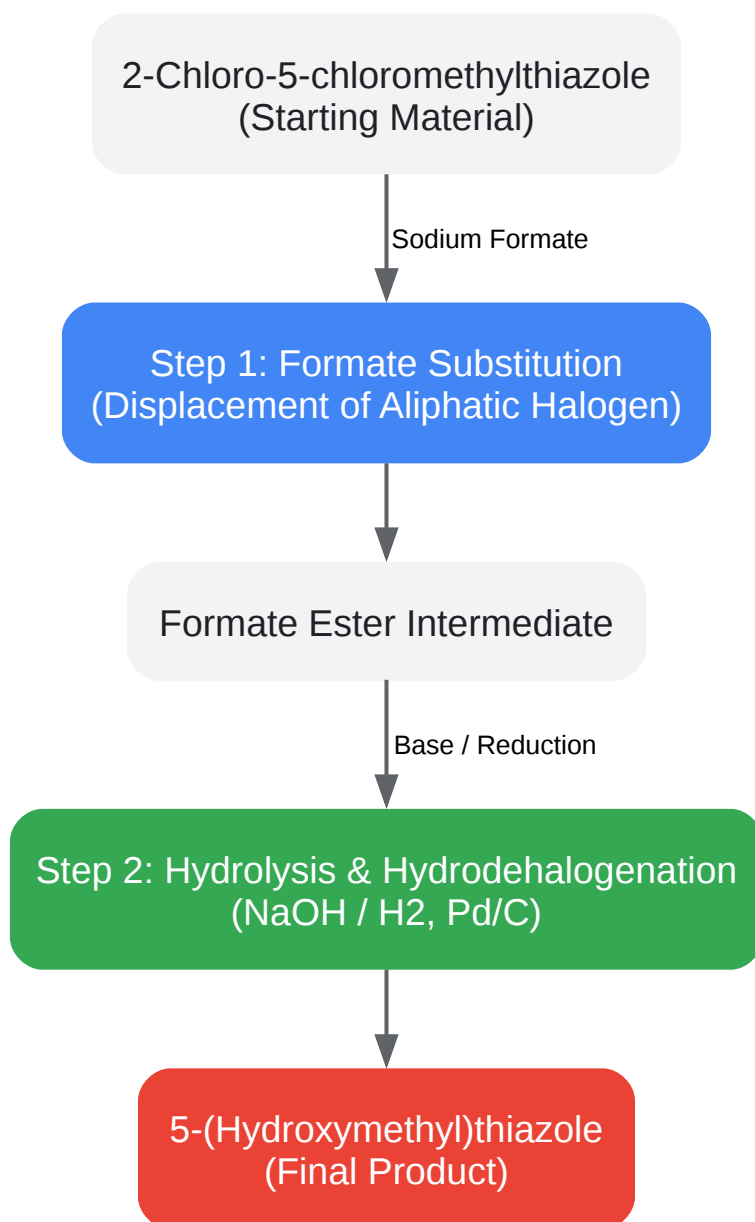 2-Chloro-5-chloromethylthiazole
(Starting Material)
Sodium Formate
Step 1: Formate Substitution
(Displacement of Aliphatic Halogen)
Formate Ester Intermediate
Base / Reduction
Step 2: Hydrolysis & Hydrodehalogenation
(NaOH / H2, Pd/C)
5-(Hydroxymethyl)thiazole
(Final Product)